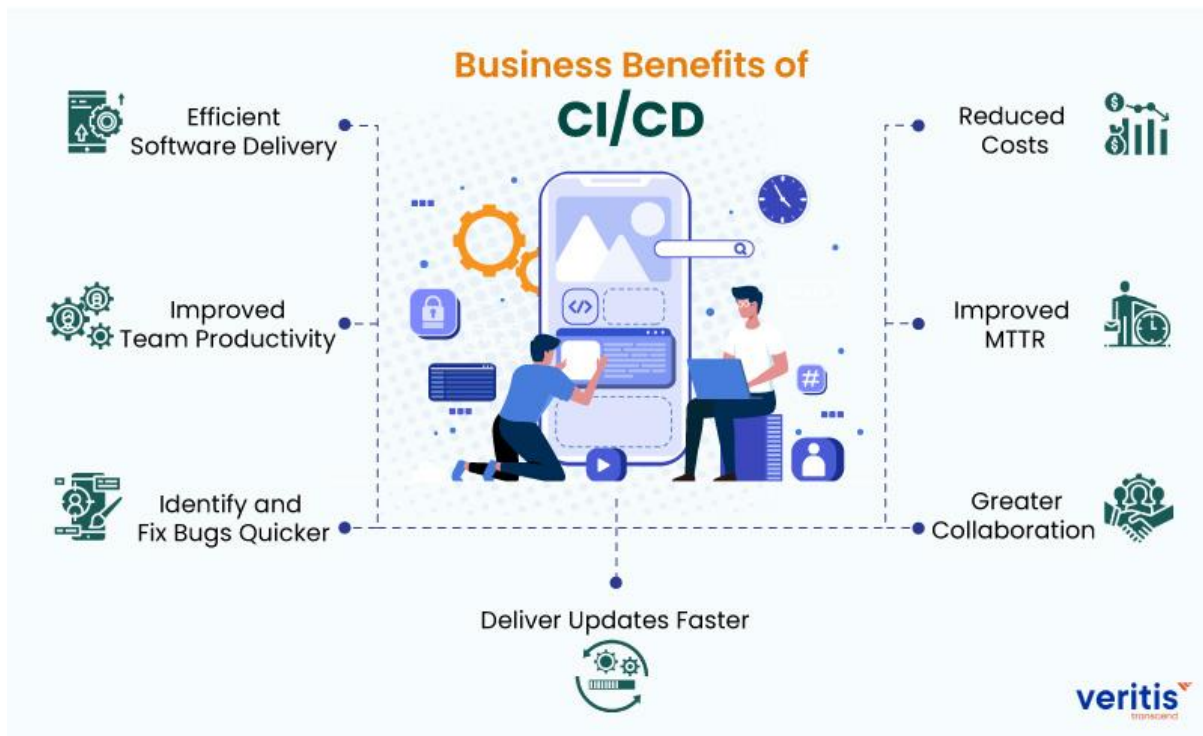 Business Benefits of
CI/CD
Efficient
Software Delivery
Reduced
Costs
Improved
Team Productivity
Improved
MTTR
</>
#
Identify and
Fix Bugs Quicker
Greater
Collaboration
Deliver Updates Faster
veritis
transcend